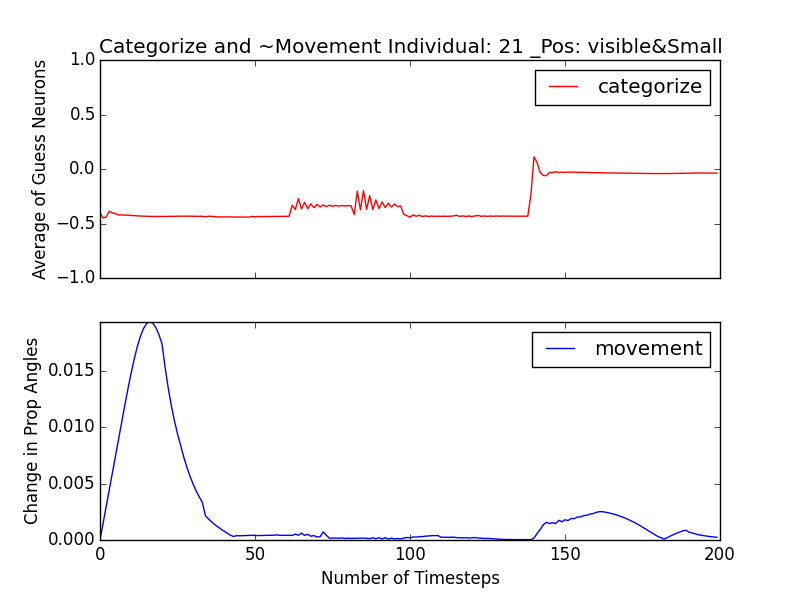 Categorize and ~Movement Individual: 21 _Pos: visible&Small
1.0
0.5
0.0
−0.5
−1.0
Average of Guess Neurons
categorize
0.015
0.010
0.005
0.000
Change in Prop Angles
movement
0 50 100 150 200
Number of Timesteps